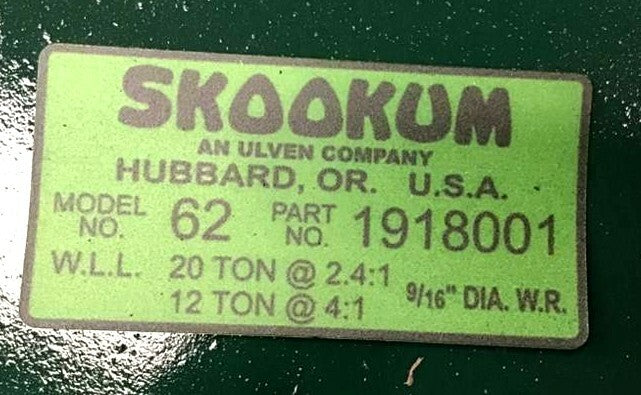 SKOOKUM
AN ULVEN COMPANY
HUBBARD, OR. U.S.A.
MODEL NO. 62 PART NO. 1918001
W.L.L. 20 TON @ 2.4:1
12 TON @ 4:1 9/16" DIA. W.R.